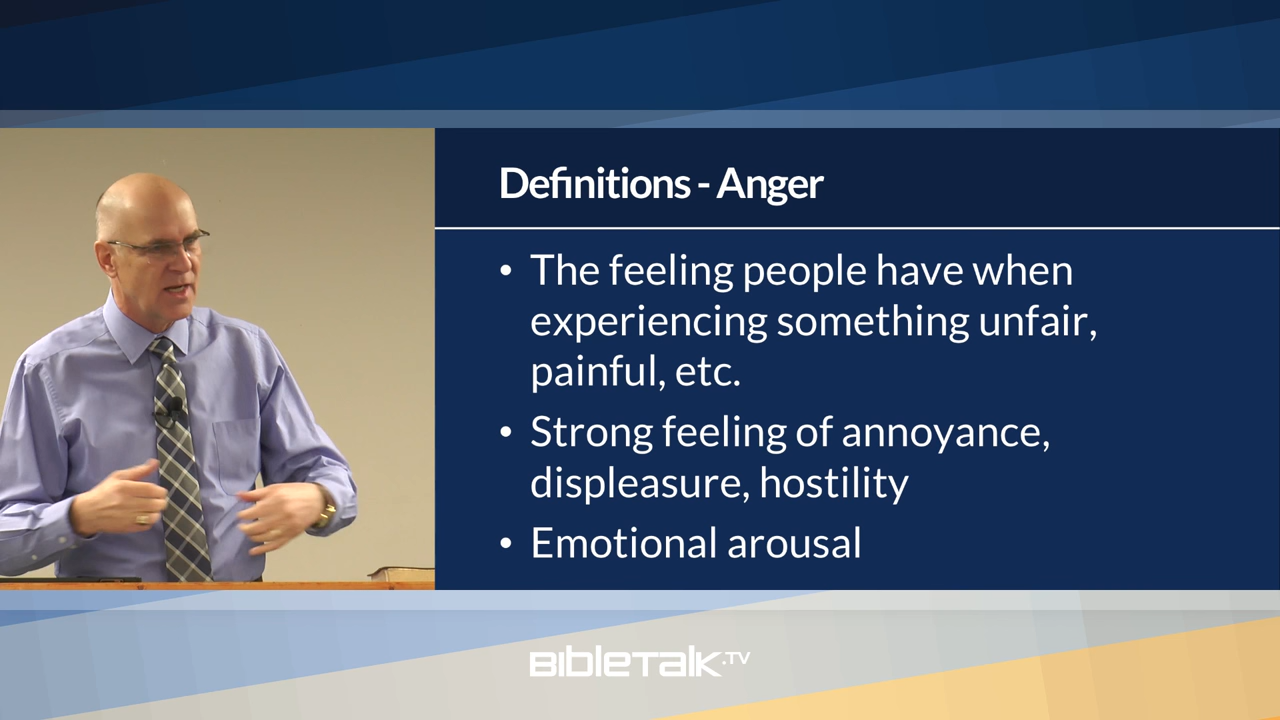 Definitions - Anger
• The feeling people have when
experiencing something unfair,
painful, etc.
• Strong feeling of annoyance,
displeasure, hostility
• Emotional arousal
BibleTalk.TV